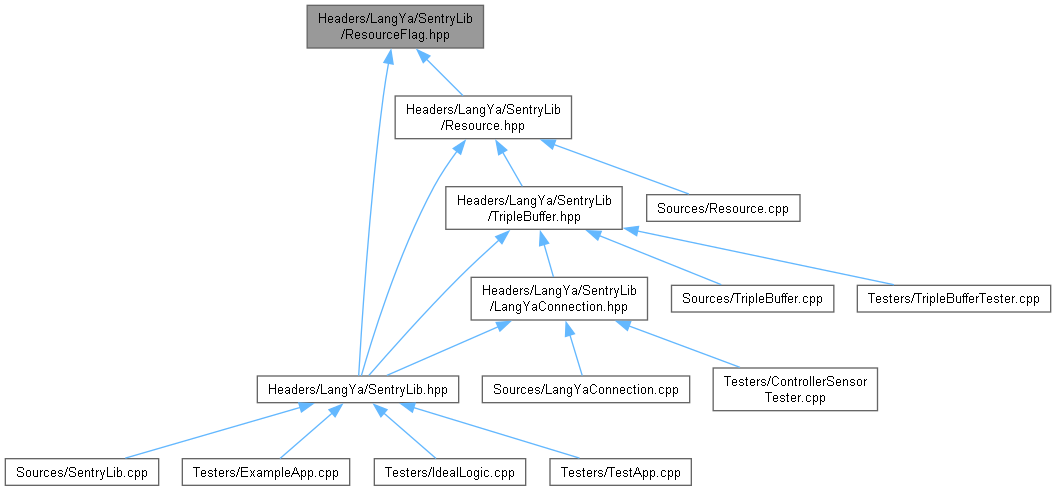 Headers/LangYa/SentryLib
/ResourceFlag.hpp
Headers/LangYa/SentryLib
/Resource.hpp
Headers/LangYa/SentryLib
/TripleBuffer.hpp
Sources/Resource.cpp
Headers/LangYa/SentryLib
/LangYaConnection.hpp
Sources/TripleBuffer.cpp
Testers/TripleBufferTester.cpp
Headers/LangYa/SentryLib.hpp
Sources/LangYaConnection.cpp
Testers/ControllerSensor
Tester.cpp
Sources/SentryLib.cpp
Testers/ExampleApp.cpp
Testers/IdealLogic.cpp
Testers/TestApp.cpp